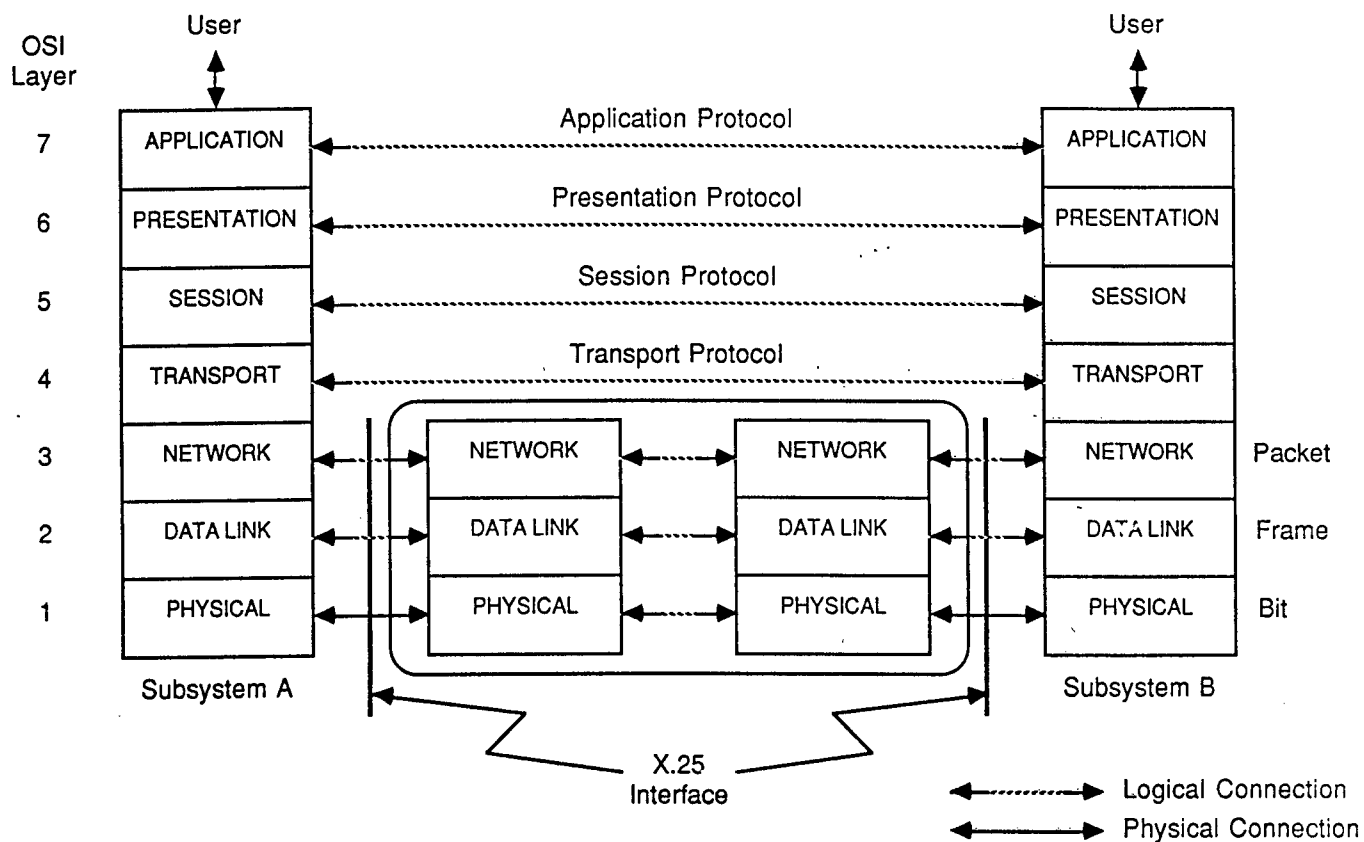 User
User
OSI
Layer
7
APPLICATION
Application Protocol
APPLICATION
6
PRESENTATION
Presentation Protocol
PRESENTATION
5
SESSION
Session Protocol
SESSION
4
TRANSPORT
Transport Protocol
TRANSPORT
3
NETWORK
NETWORK
NETWORK
NETWORK
Packet
2
DATA LINK
DATA LINK
DATA LINK
DATA LINK
Frame
1
PHYSICAL
PHYSICAL
PHYSICAL
PHYSICAL
Bit
Subsystem A
Subsystem B
X.25
Interface
Logical Connection
Physical Connection